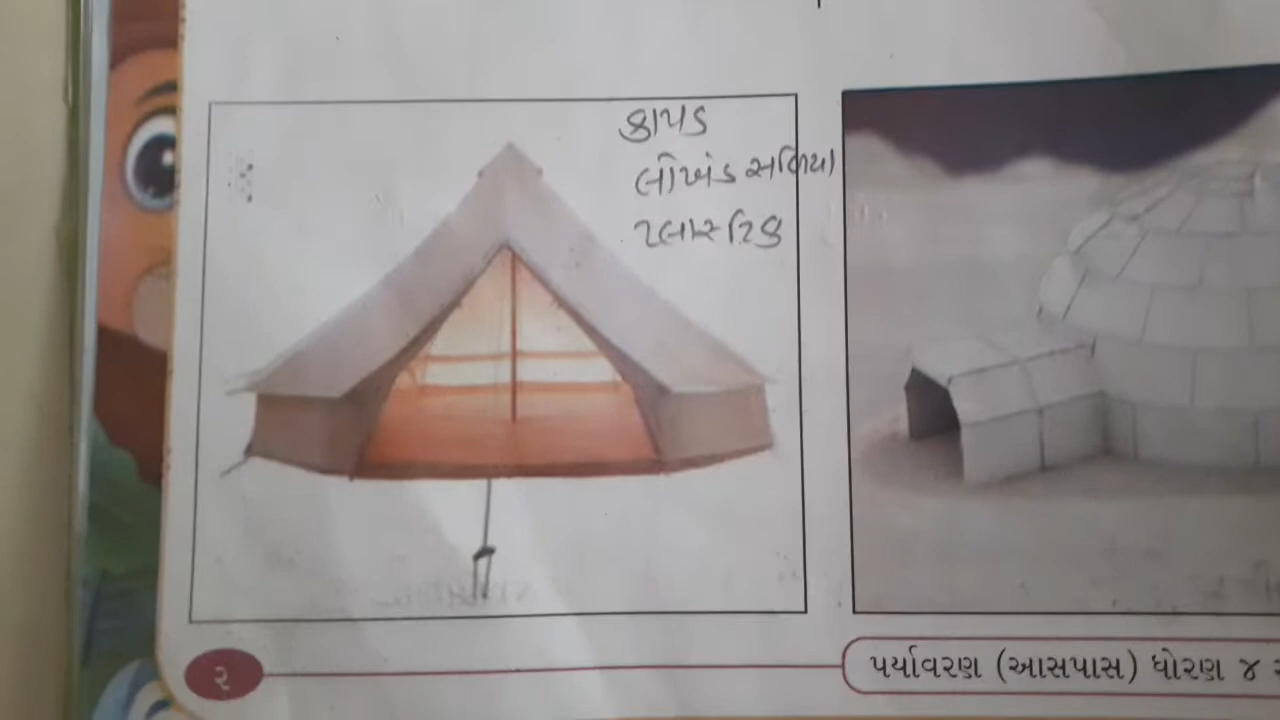 કાપડ
લોખંડ સળિયા
પ્લાસ્ટિક
૨
પર્યાવરણ (આસપાસ) ધોરણ ૪